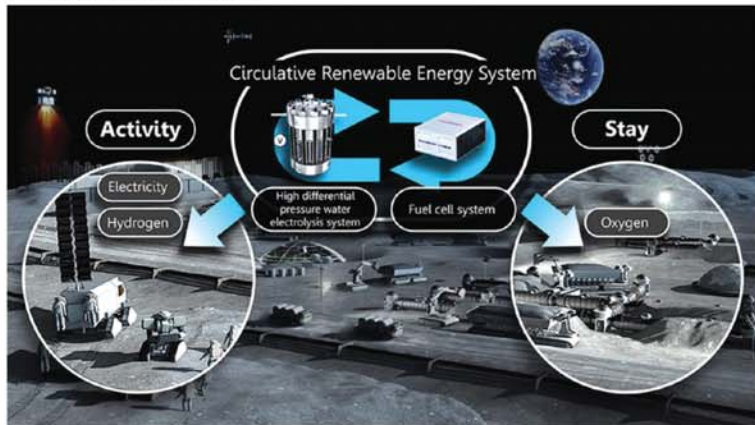 Circulative Renewable Energy System
Activity
Stay
Electricity
Hydrogen
High differential
pressure water
electrolysis system
Fuel cell system
Oxygen